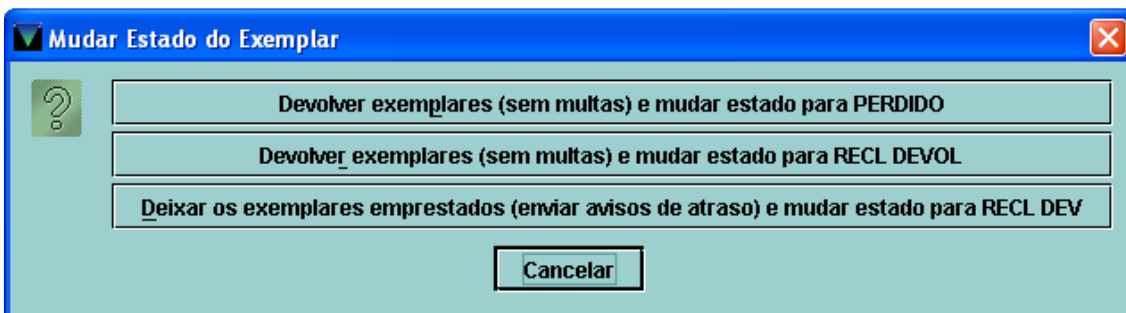 Mudar Estado do Exemplar
Devolver exemplares (sem multas) e mudar estado para PERDIDO
Devolver exemplares (sem multas) e mudar estado para RECL DEVOL
Deixar os exemplares emprestados (enviar avisos de atraso) e mudar estado para RECL DEV
Cancelar